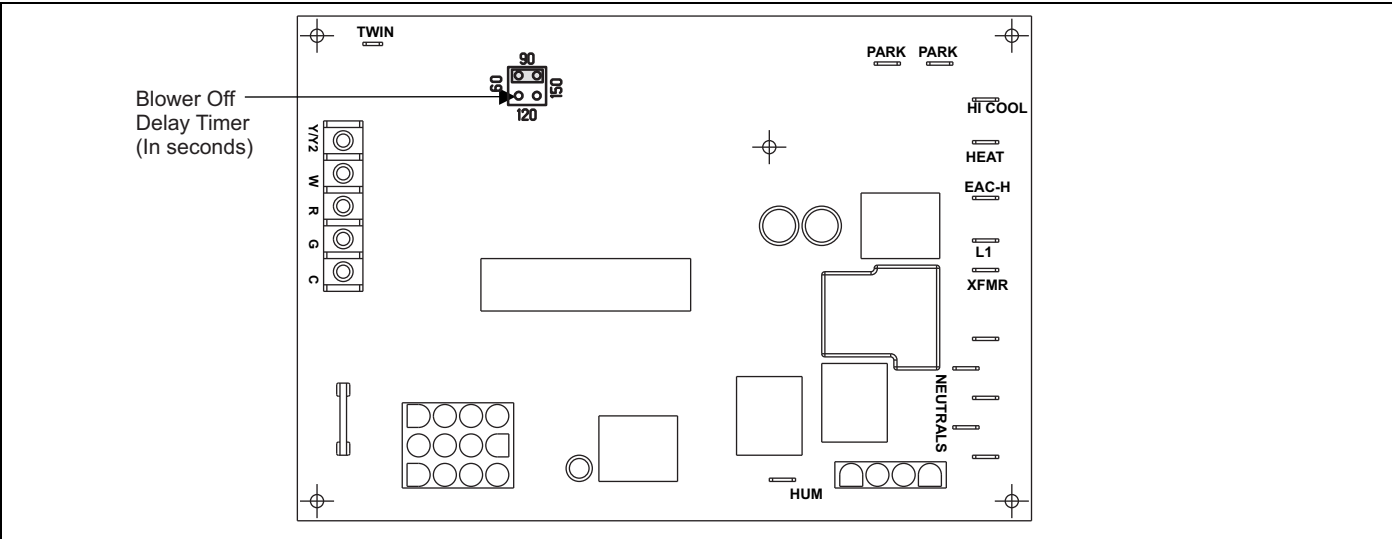 TWIN
PARK PARK
90
60
150
120
Blower Off
Delay Timer
(In seconds)
HI COOL
HEAT
EAC-H
L1
XFMR
Y/Y2
W
R
G
C
NEUTRALS
HUM